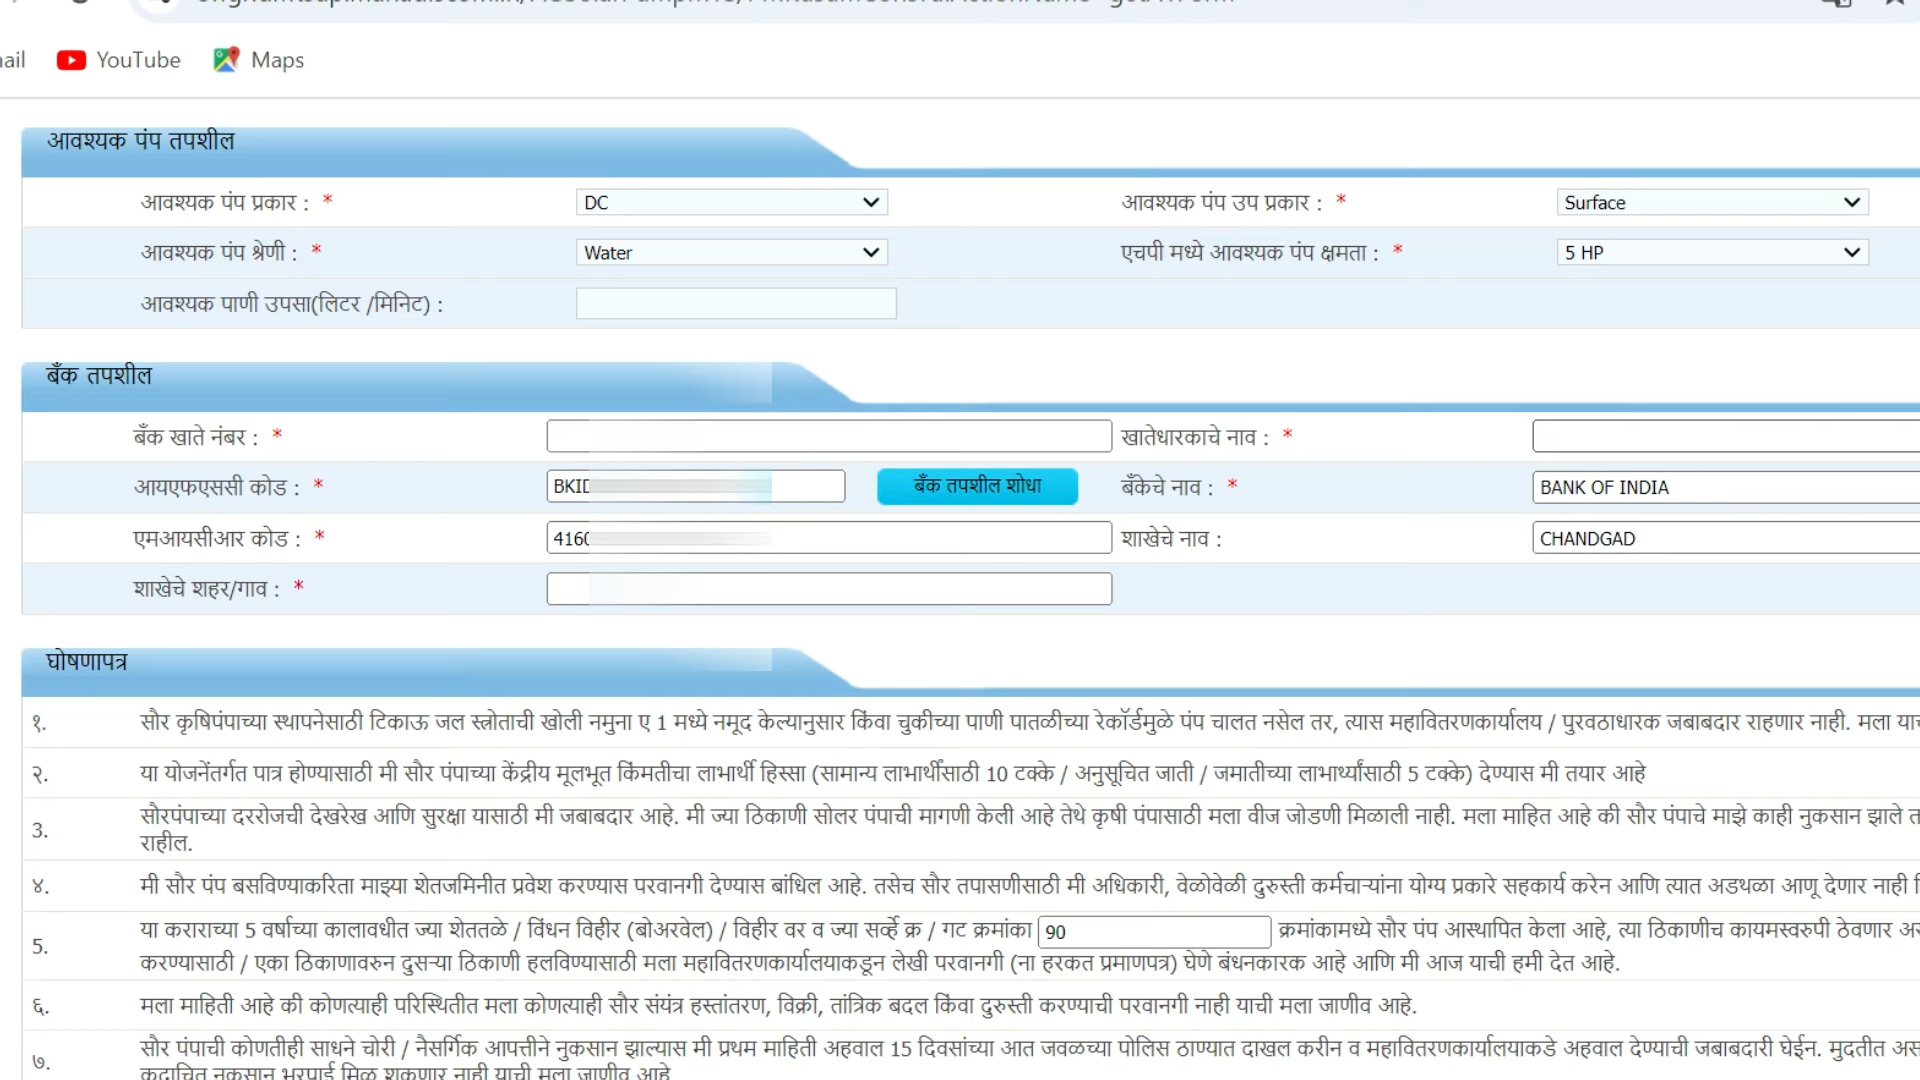 YouTube Maps
आवश्यक पंप तपशील
आवश्यक पंप प्रकार : * DC आवश्यक पंप उप प्रकार : * Surface
आवश्यक पंप श्रेणी : * Water एचपी मध्ये आवश्यक पंप क्षमता : * 5 HP
आवश्यक पाणी उपसा(लिटर /मिनिट) :
बँक तपशील
बँक खाते नंबर : * खातेधारकाचे नाव : *
आयएफएससी कोड : * BKID बँक तपशील शोधा बँकेचे नाव : * BANK OF INDIA
एमआयसीआर कोड : * 4160 शाखेचे नाव : CHANDGAD
शाखेचे शहर/गाव : *
घोषणापत्र
१. सौर कृषिपंपाच्या स्थापनेसाठी टिकाऊ जल स्त्रोताची खोली नमुना ए 1 मध्ये नमूद केल्यानुसार किंवा चुकीच्या पाणी पातळीच्या रेकॉर्डमुळे पंप चालत नसेल तर, त्यास महावितरणकार्यालय / पुरवठाधारक जबाबदार राहणार नाही. मला
२. या योजनेंतर्गत पात्र होण्यासाठी मी सौर पंपाच्या केंद्रीय मूलभूत किंमतीचा लाभार्थी हिस्सा (सामान्य लाभार्थींसाठी 10 टक्के / अनुसूचित जाती / जमातीच्या लाभार्थ्यांसाठी 5 टक्के) देण्यास मी तयार आहे
3. सौरपंपाच्या दररोजची देखरेख आणि सुरक्षा यासाठी मी जबाबदार आहे. मी ज्या ठिकाणी सोलर पंपाची मागणी केली आहे तेथे कृषी पंपासाठी मला वीज जोडणी मिळाली नाही. मला माहित आहे की सौर पंपाचे माझे काही नुकसान झाले
राहील.
४. मी सौर पंप बसविण्याकरिता माझ्या शेतजमिनीत प्रवेश करण्यास परवानगी देण्यास बांधिल आहे. तसेच सौर तपासणीसाठी मी अधिकारी, वेळोवेळी दुरुस्ती कर्मचाऱ्यांना योग्य प्रकारे सहकार्य करेन आणि त्यात अडथळा आणू देणार नाही
5. या कराराच्या 5 वर्षाच्या कालावधीत ज्या शेततळे / विंधन विहीर (बोअरवेल) / विहीर वर व ज्या सर्व्हे क्र / गट क्रमांका 90 क्रमांकामध्ये सौर पंप आस्थापित केला आहे, त्या ठिकाणीच कायमस्वरुपी ठेवणार
करण्यासाठी / एका ठिकाणावरुन दुसऱ्या ठिकाणी हलविण्यासाठी मला महावितरणकार्यालयाकडून लेखी परवानगी (ना हरकत प्रमाणपत्र) घेणे बंधनकारक आहे आणि मी आज याची हमी देत आहे.
६. मला माहिती आहे की कोणत्याही परिस्थितीत मला कोणत्याही सौर संयंत्र हस्तांतरण, विक्री, तांत्रिक बदल किंवा दुरुस्ती करण्याची परवानगी नाही याची मला जाणीव आहे.
७. सौर पंपाची कोणतीही साधने चोरी / नैसर्गिक आपत्तीने नुकसान झाल्यास मी प्रथम माहिती अहवाल 15 दिवसांच्या आत जवळच्या पोलिस ठाण्यात दाखल करीन व महावितरणकार्यालयाकडे अहवाल देण्याची जबाबदारी घेईन. मुदतीत
कदाचित नुकसान भरपाई मिळू शकणार नाही याची मला जाणीव आहे